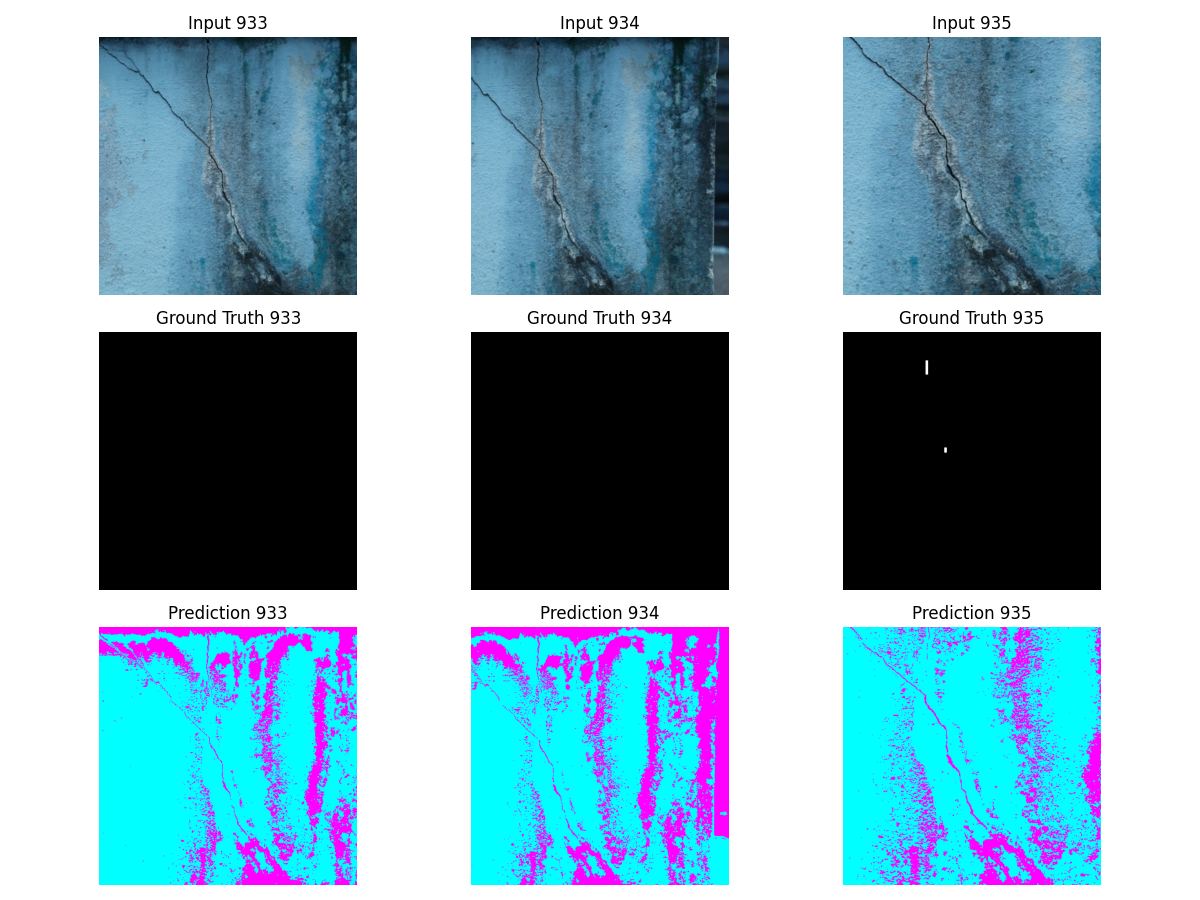 Input 933
Input 934
Input 935
Ground Truth 933
Ground Truth 934
Ground Truth 935
Prediction 933
Prediction 934
Prediction 935